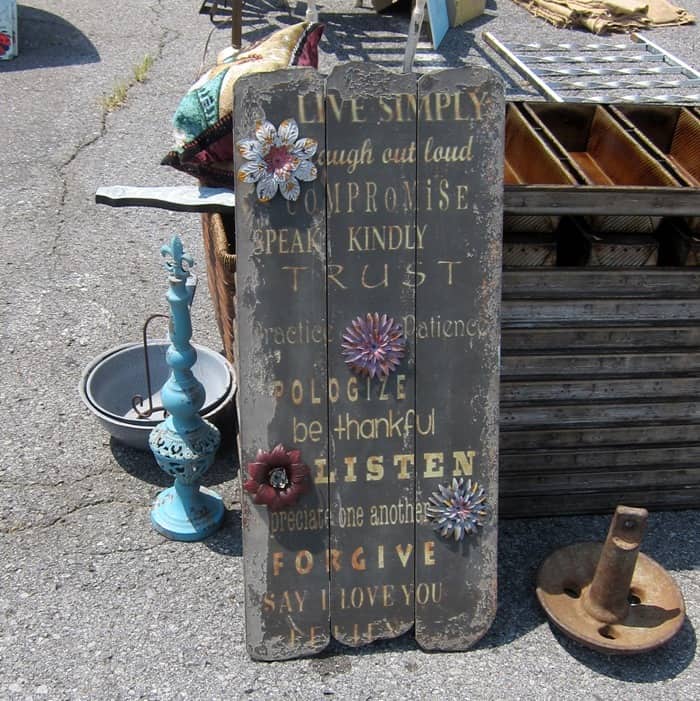 LIVE SIMPLY
augh out loud
COMPROMiSE
SPEAK KINDLY
TRUST
Practice Patience
POLOGIZE
be thankful
LISTEN
preciate one another
FORGIVE
SAY I LOVE YOU